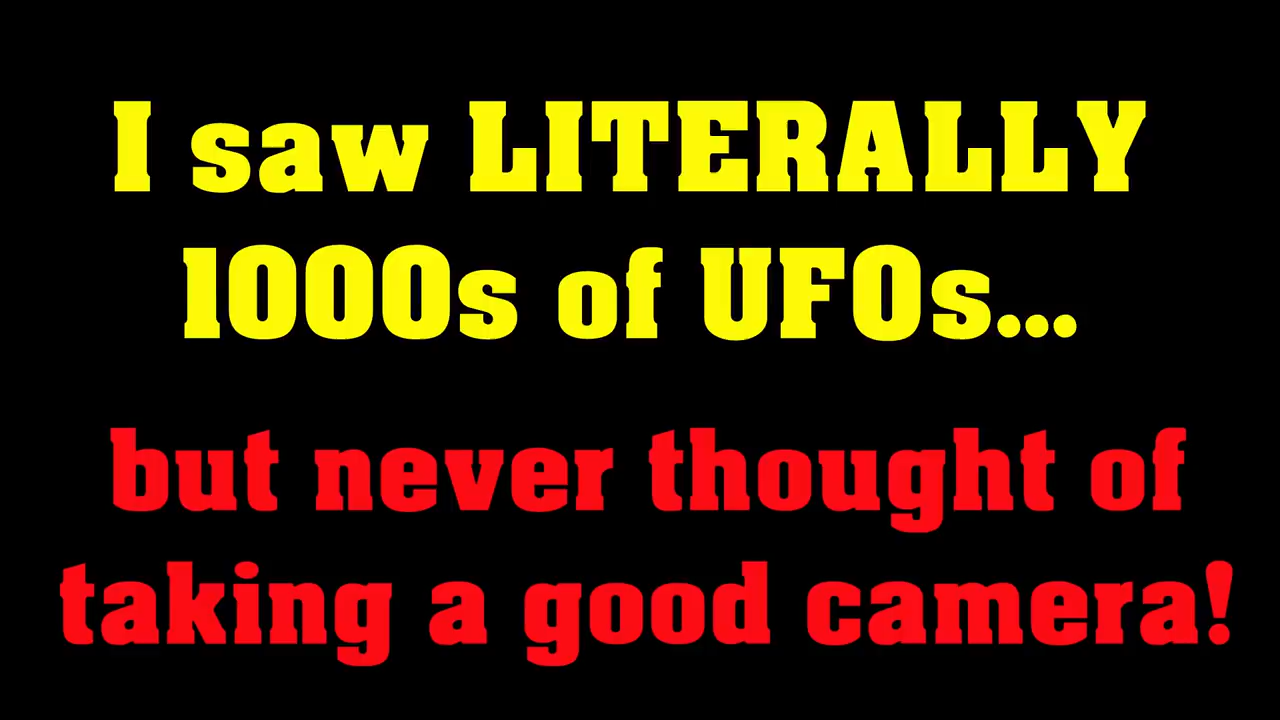 I saw LITERALLY
1000s of UFOs...
but never thought of
taking a good camera!